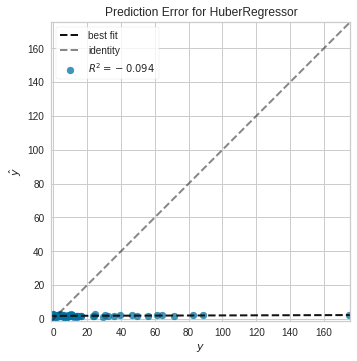 Prediction Error for HuberRegressor
best fit
identity
R² = −0.094
160
140
120
100
80
60
40
20
0
ŷ
0 20 40 60 80 100 120 140 160
y